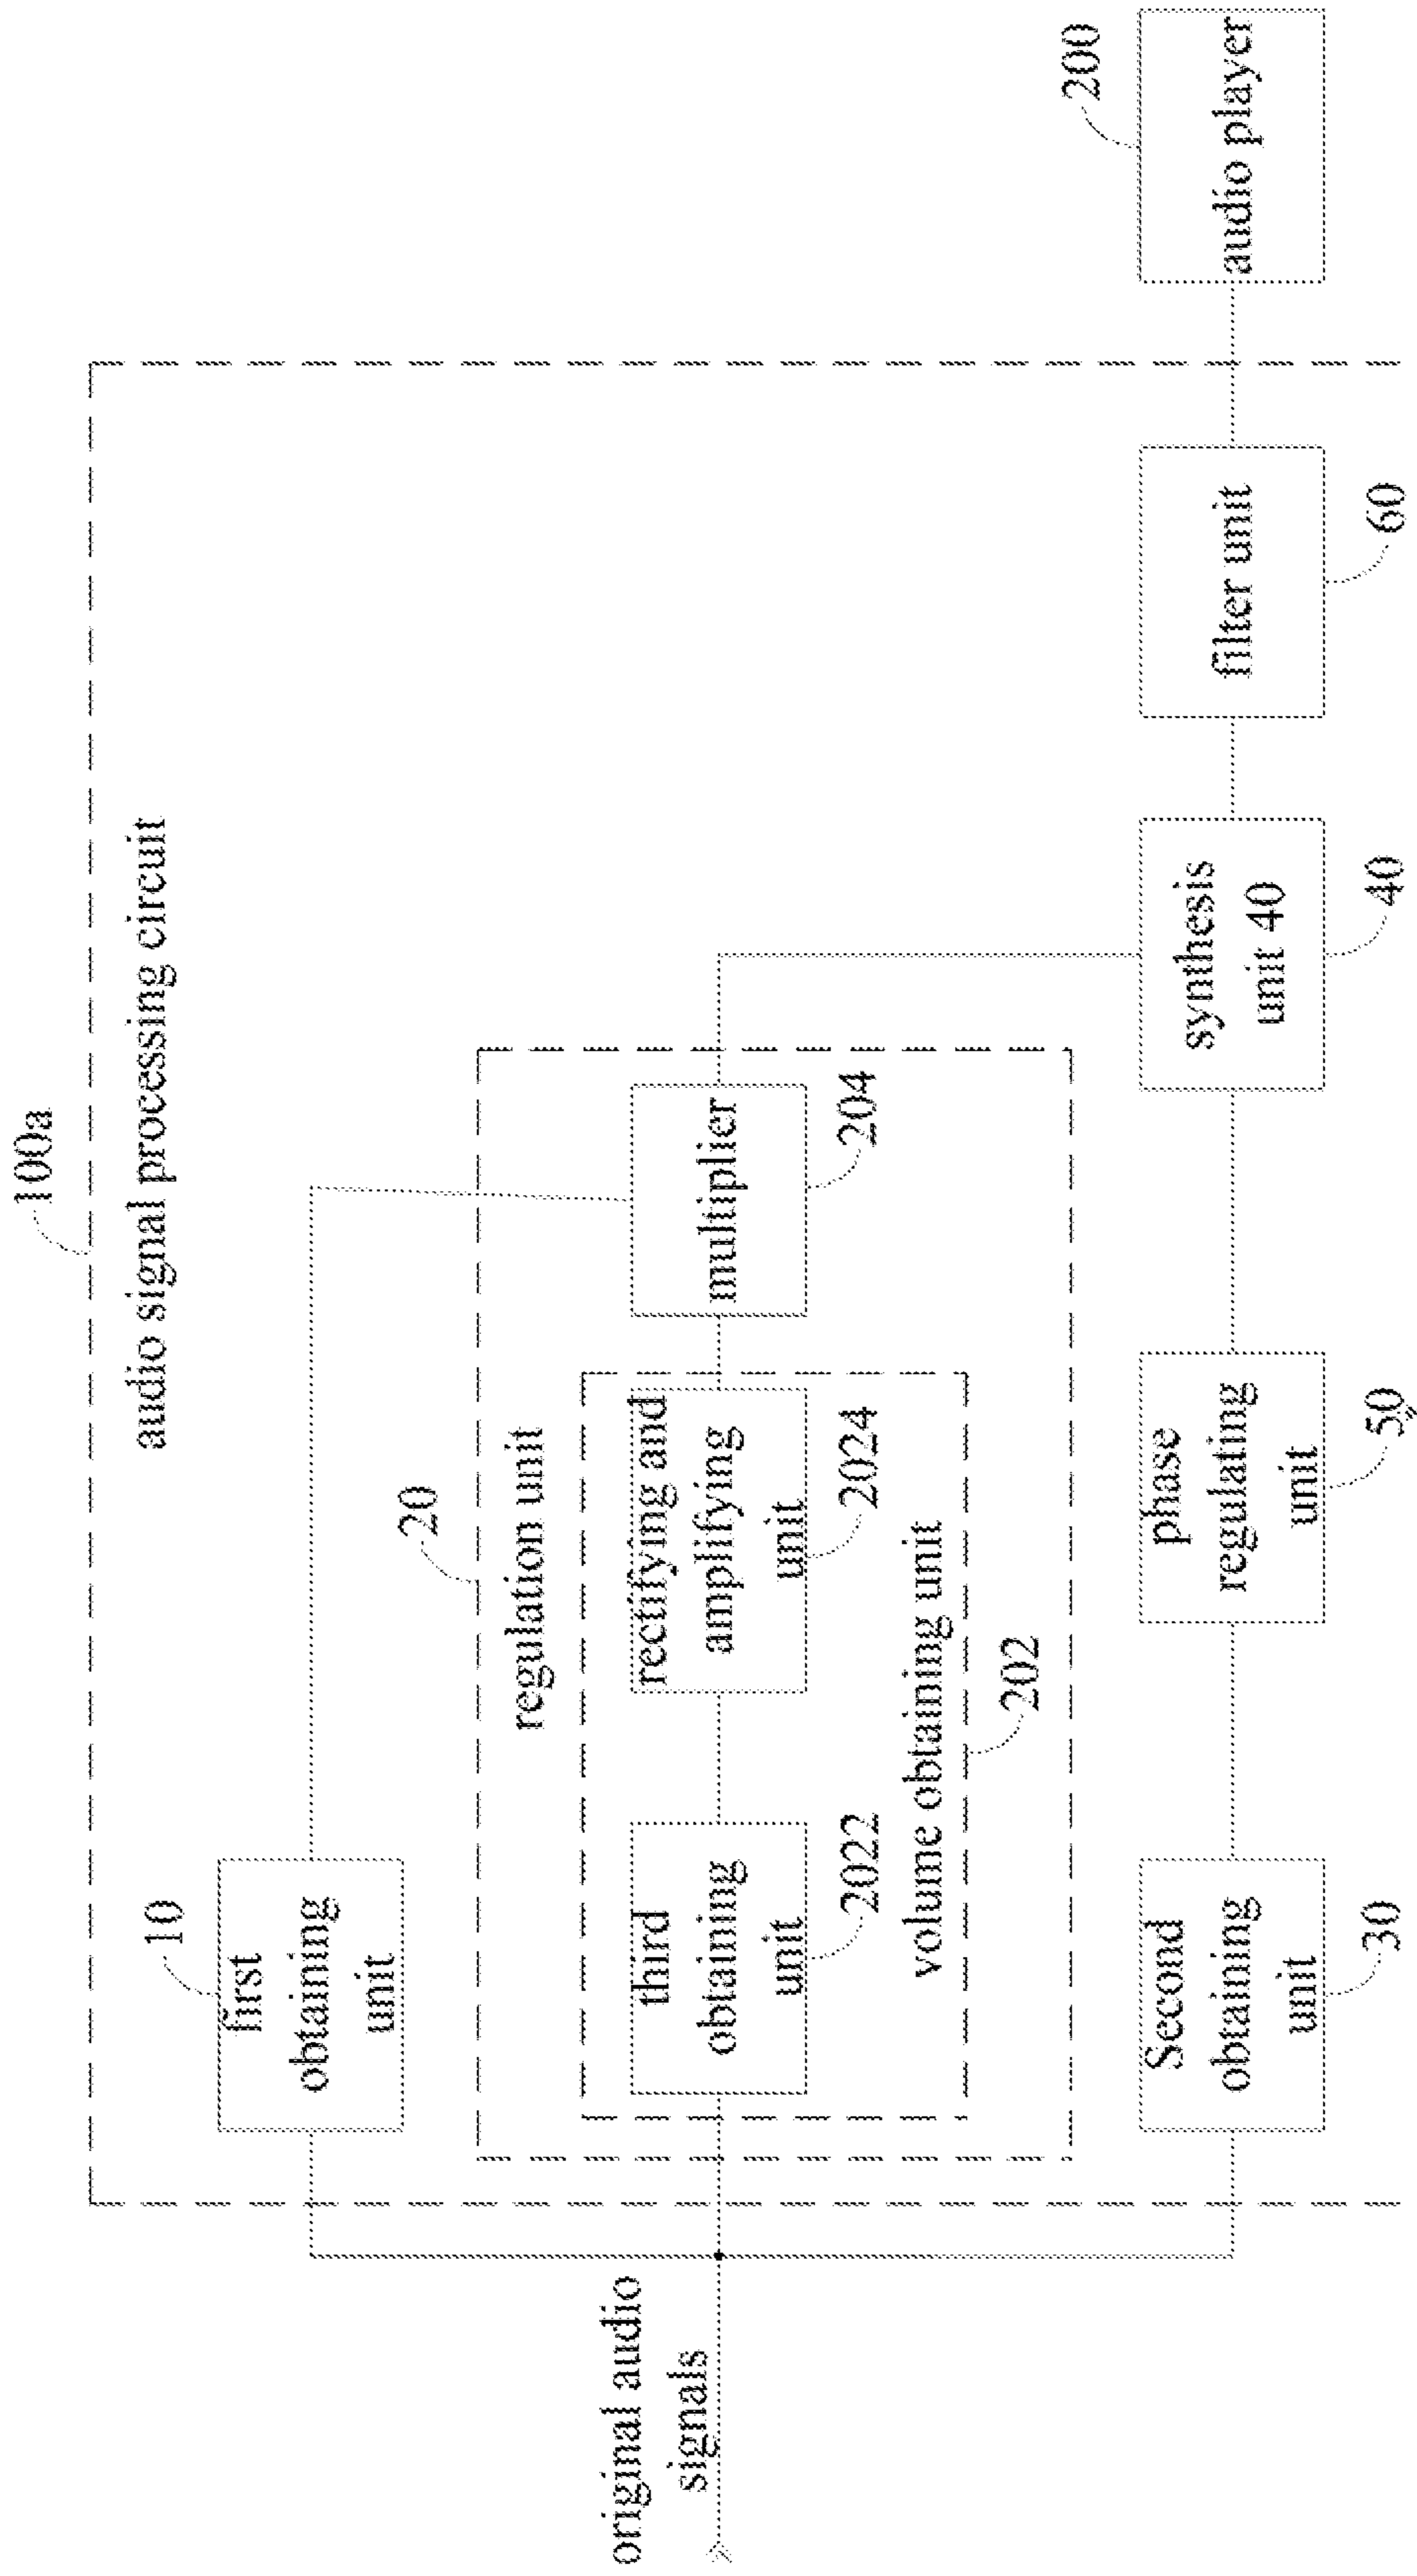 100a
audio signal processing circuit
10
first
obtaining
unit
20
regulation unit
original audio
signals
third
obtaining
unit
2022
rectifying and
amplifying
unit
2024
multiplier
204
volume obtaining unit
202
Second
obtaining
unit
30
phase
regulating
unit
50
synthesis
unit 40
40
filter unit
60
audio player
200